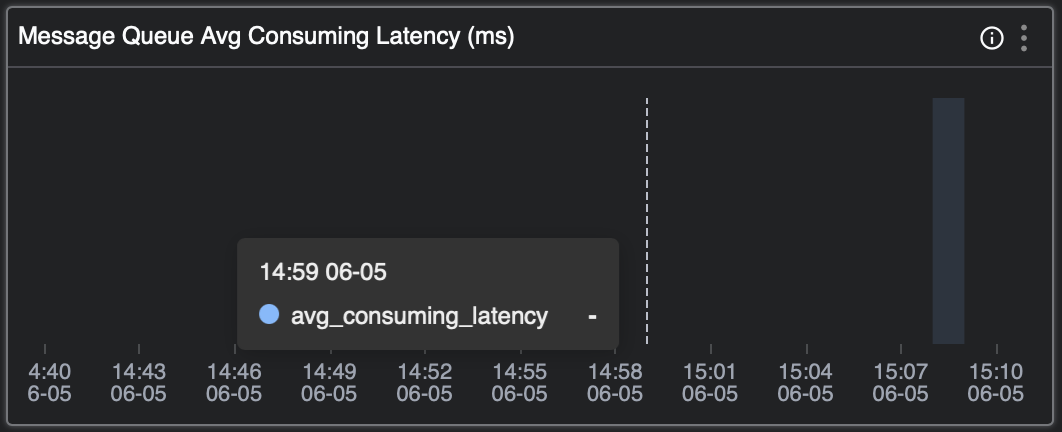 Message Queue Avg Consuming Latency (ms)
14:59 06-05
avg_consuming_latency -
4:40 14:43 14:46 14:49 14:52 14:55 14:58 15:01 15:04 15:07 15:10
6-05 06-05 06-05 06-05 06-05 06-05 06-05 06-05 06-05 06-05 06-05